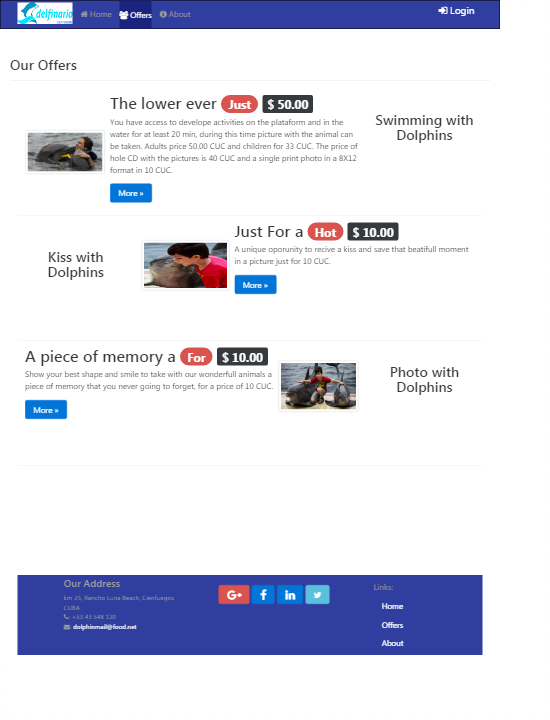 delfinario
Home
Offers
About
Login
Our Offers
The lower ever Just $ 50.00
You have access to develope activities on the plataform and in the
water for at least 20 min, during this time picture with the animal can
be taken. Adults price 50.00 CUC and children for 33 CUC. The price of
hole CD with the pictures is 40 CUC and a single print photo in a 8X12
format in 10 CUC.
More »
Swimming with
Dolphins
Kiss with
Dolphins
Just For a Hot $ 10.00
A unique oporunity to recive a kiss and save that beatifull moment
in a picture just for 10 CUC.
More »
A piece of memory a For $ 10.00
Show your best shape and smile to take with our wonderfull animals a
piece of memory that you never going to forget, for a price of 10 CUC.
More »
Photo with
Dolphins
Our Address
km 25, Rancho Luna Beach, Cienfuegos
CUBA
+53 43 548 120
dolphinmail@food.net
G+
f
in
Links:
Home
Offers
About